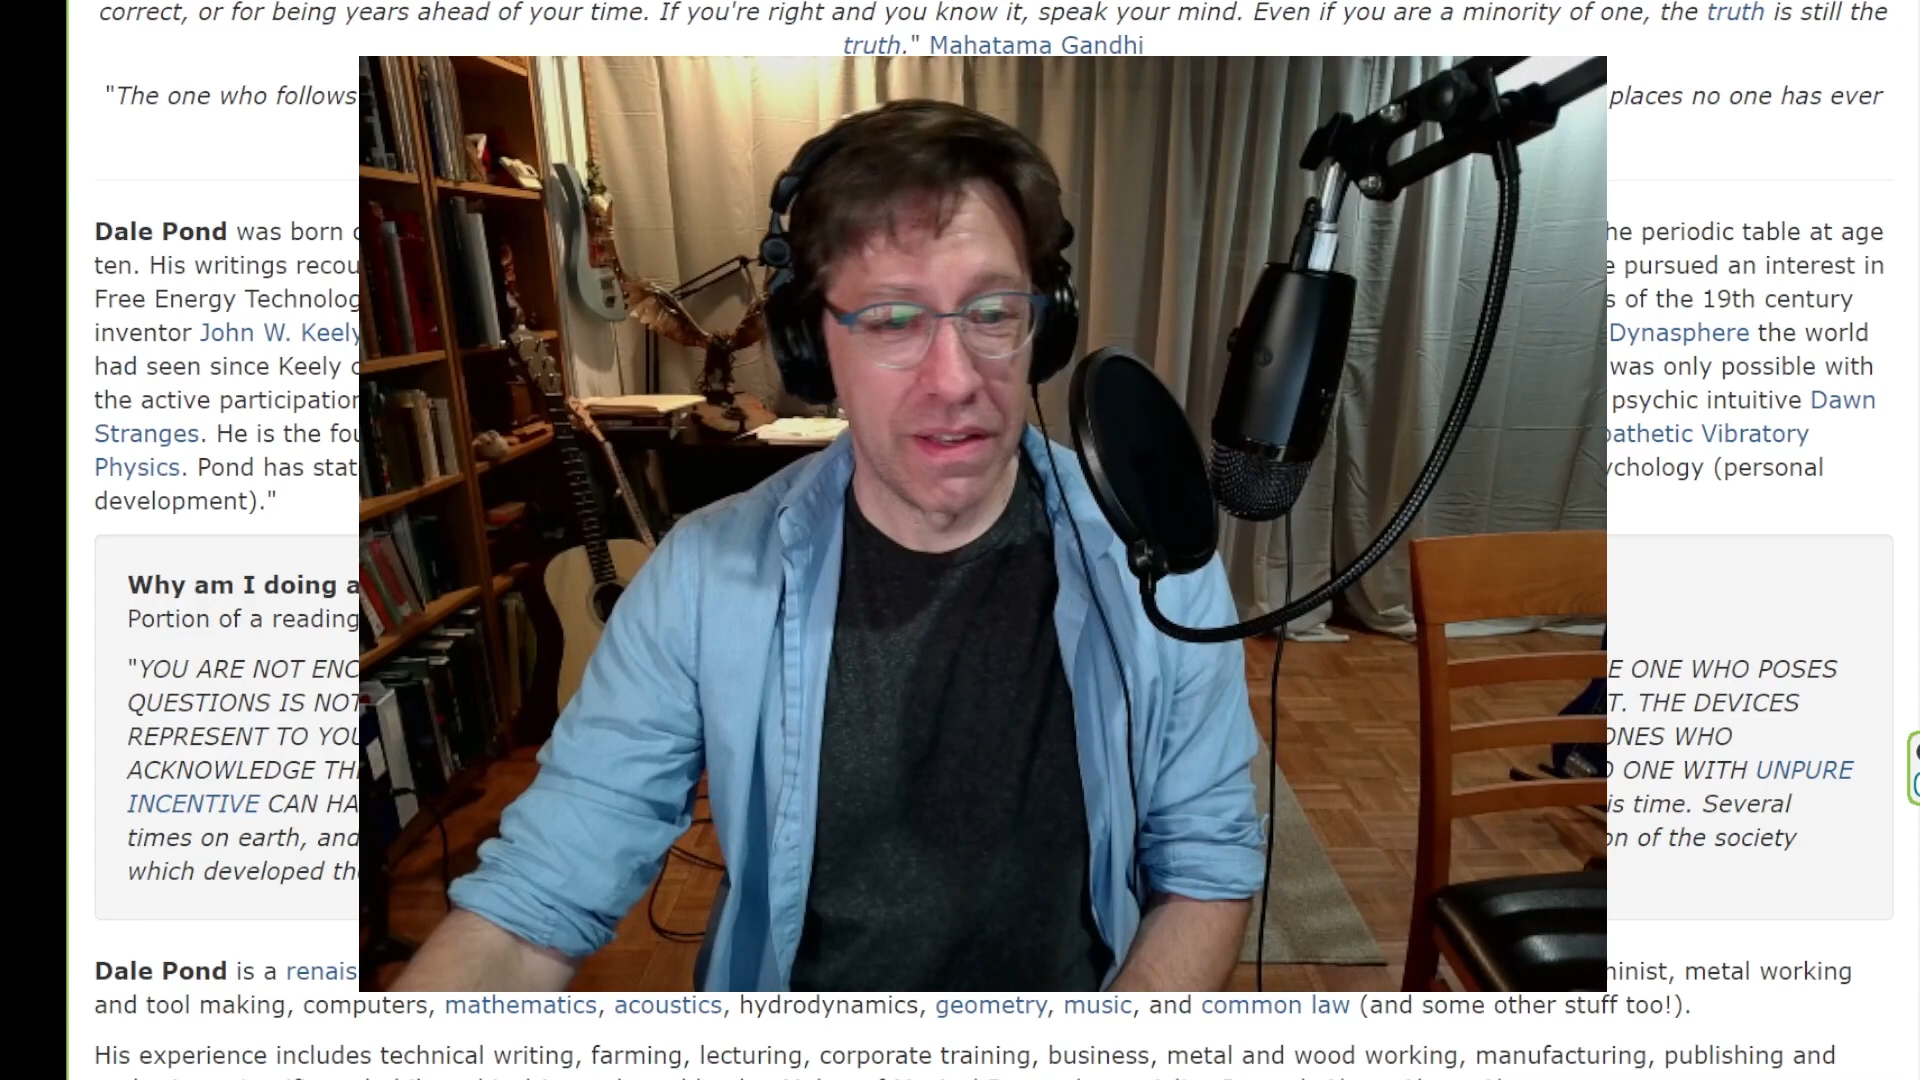 correct, or for being years ahead of your time. If you're right and you know it, speak your mind. Even if you are a minority of one, the truth is still the
truth." Mahatama Gandhi
"The one who follows places no one has ever
Dale Pond was born he periodic table at age
ten. His writings recou pursued an interest in
Free Energy Technolog s of the 19th century
inventor John W. Keely Dynasphere the world
had seen since Keely was only possible with
the active participation psychic intuitive Dawn
Stranges. He is the fou pathetic Vibratory
Physics. Pond has stat ychology (personal
development)."
Why am I doing a
Portion of a reading
"YOU ARE NOT ENC E ONE WHO POSES
QUESTIONS IS NOT T. THE DEVICES
REPRESENT TO YOU ONES WHO
ACKNOWLEDGE TH O ONE WITH UNPURE
INCENTIVE CAN HA is time. Several
times on earth, and on of the society
which developed th
Dale Pond is a renais hinist, metal working
and tool making, computers, mathematics, acoustics, hydrodynamics, geometry, music, and common law (and some other stuff too!).
His experience includes technical writing, farming, lecturing, corporate training, business, metal and wood working, manufacturing, publishing and